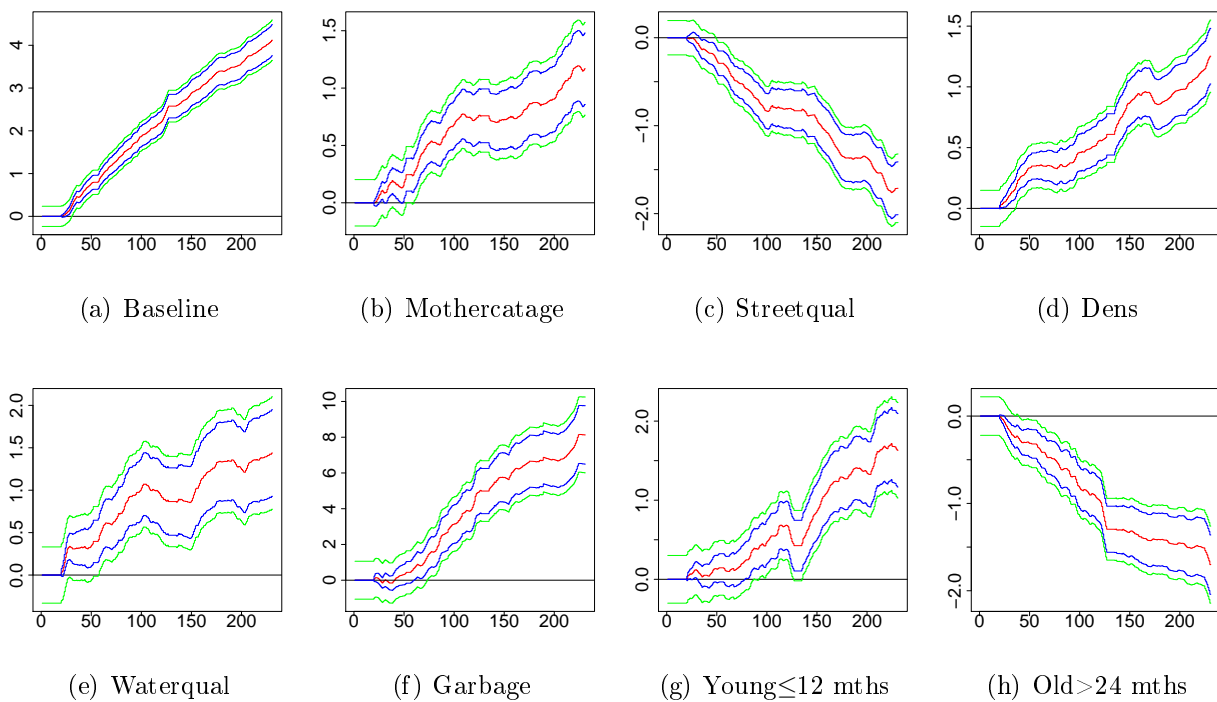 0 1 2 3 4
0 50 100 150 200
(a) Baseline
0.0 0.5 1.0 1.5
0 50 100 150 200
(b) Mothercatage
−2.0 −1.0 0.0
0 50 100 150 200
(c) Streetqual
0.0 0.5 1.0 1.5
0 50 100 150 200
(d) Dens
0.0 0.5 1.0 1.5 2.0
0 50 100 150 200
(e) Waterqual
0 2 4 6 8 10
0 50 100 150 200
(f) Garbage
0.0 1.0 2.0
0 50 100 150 200
(g) Young≤12 mths
−2.0 −1.0 0.0
0 50 100 150 200
(h) Old>24 mths